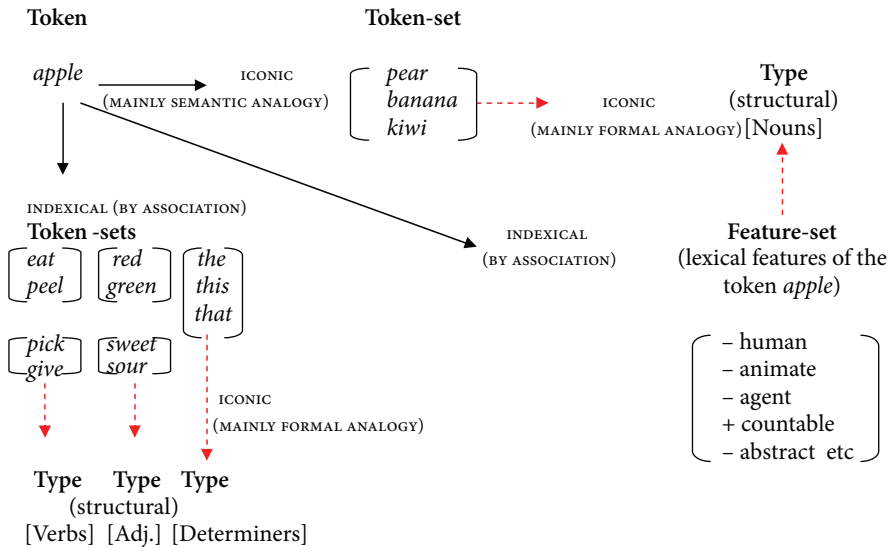 Token
Token-set
apple
ICONIC
(MAINLY SEMANTIC ANALOGY)
pear
banana
kiwi
ICONIC
(MAINLY FORMAL ANALOGY)
Type
(structural)
[Nouns]
INDEXICAL (BY ASSOCIATION)
Token -sets
eat
peel
red
green
the
this
that
pick
give
sweet
sour
ICONIC
(MAINLY FORMAL ANALOGY)
Type Type Type
(structural)
[Verbs] [Adj.] [Determiners]
INDEXICAL
(BY ASSOCIATION)
Feature-set
(lexical features of the
token apple)
– human
– animate
– agent
+ countable
– abstract etc